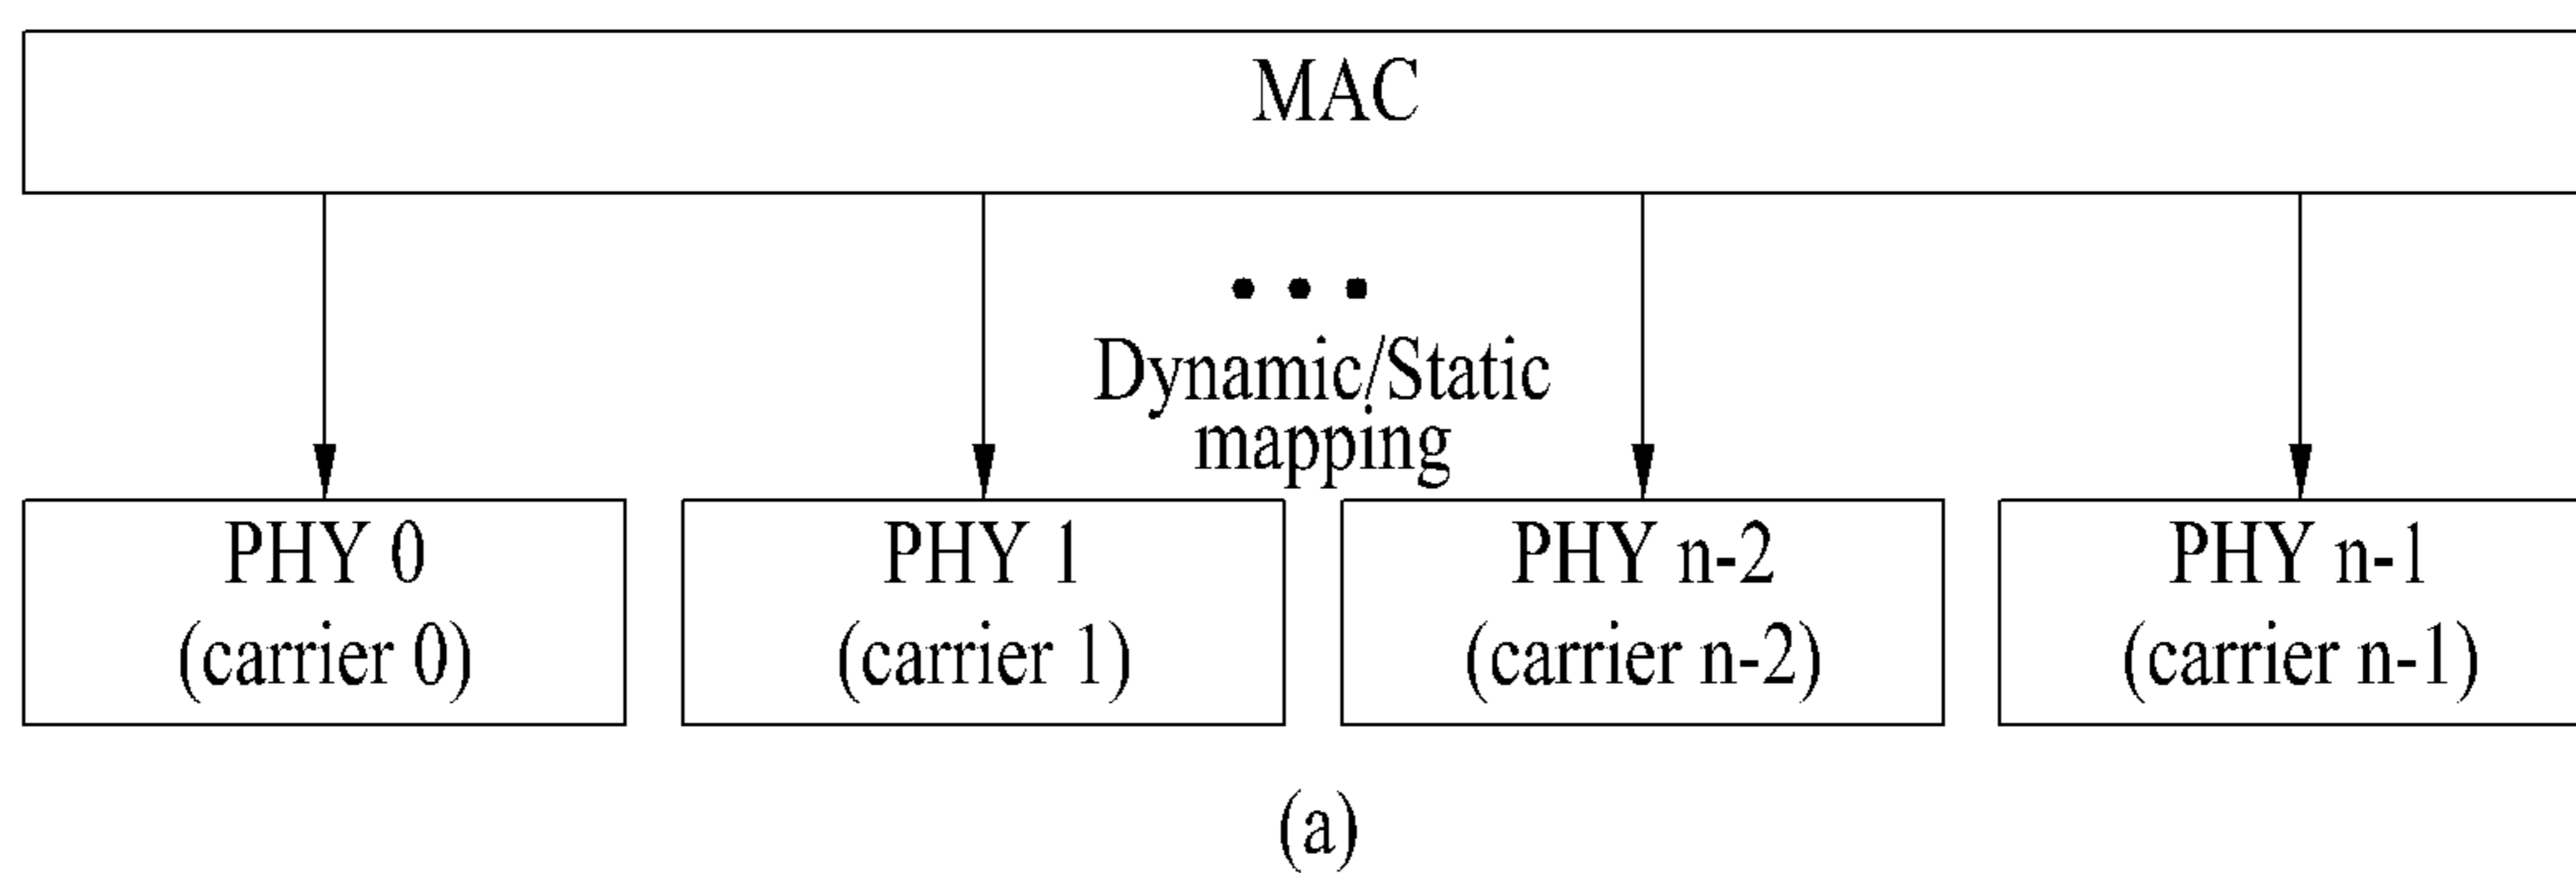 MAC
• • •
Dynamic/Static
mapping
PHY 0
(carrier 0)
PHY 1
(carrier 1)
PHY n-2
(carrier n-2)
PHY n-1
(carrier n-1)
(a)